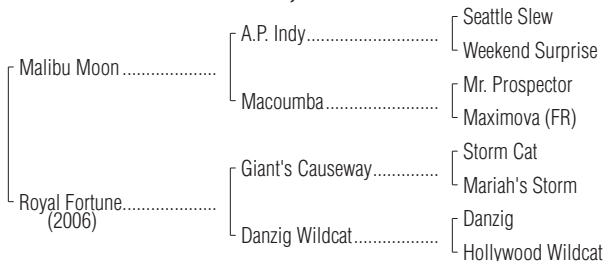 Seattle Slew
A.P. Indy....................................
Weekend Surprise
Malibu Moon ....................
Mr. Prospector
Macoumba..............................
Maximova (FR)
Storm Cat
Giant's Causeway..................
Mariah's Storm
Royal Fortune....................
(2006)
Danzig
Danzig Wildcat.......................
Hollywood Wildcat